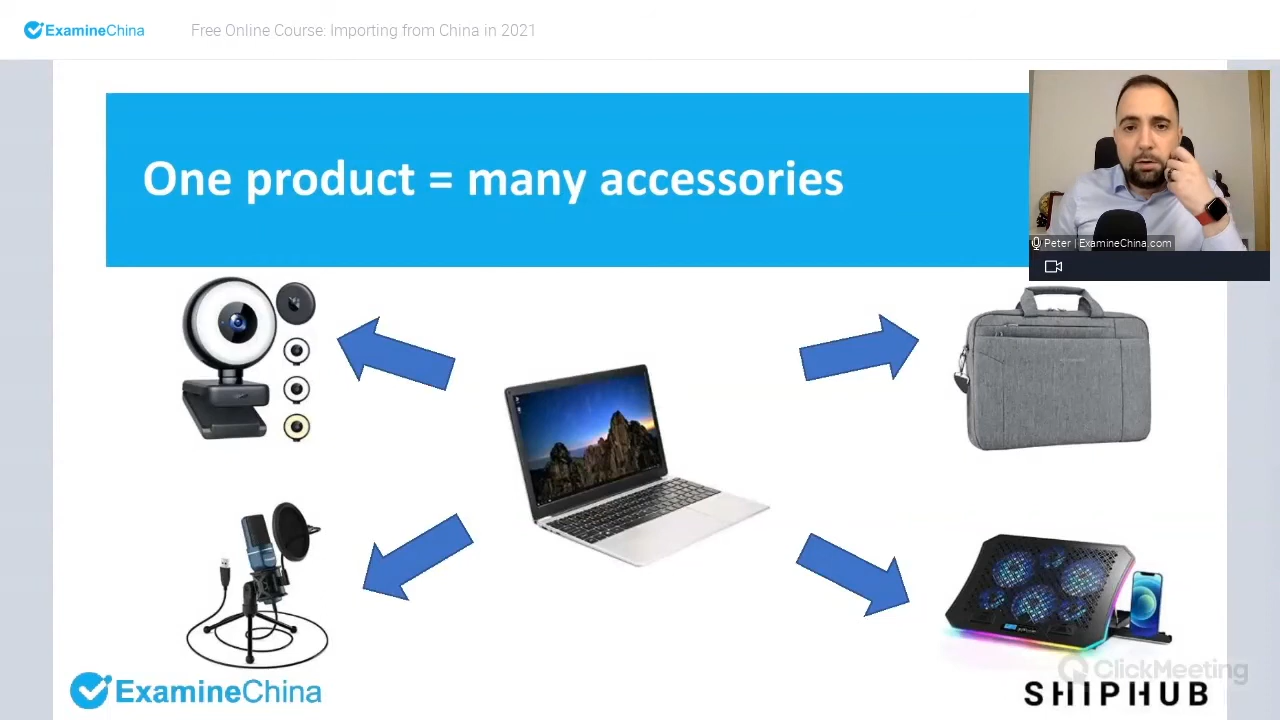 ExamineChina
Free Online Course: Importing from China in 2021
One product = many accessories
Peter | ExamineChina.com
ExamineChina
ClickMeeting
SHIPHUB